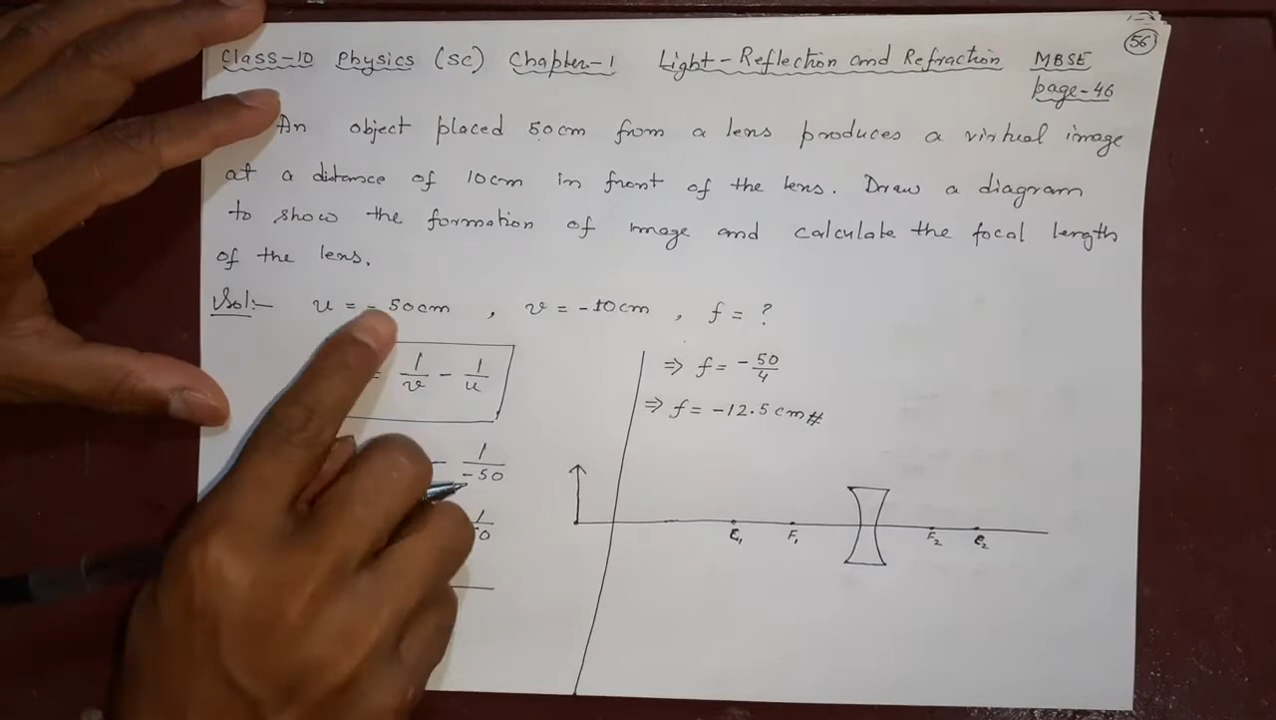 56
Class-10 Physics (SC) Chapter-1 Light-Reflection and Refraction MBSE
page-46
An object placed 50cm from a lens produces a virtual image
at a distance of 10cm in front of the lens. Draw a diagram
to show the formation of image and calculate the focal length
of the lens.
Sol:- u = - 50cm , v = -10cm , f = ?
= 1/v - 1/u
- 1/-50
⇒ f = - 50/4
⇒ f = -12.5 cm #
C₁ F₁ F₂ C₂